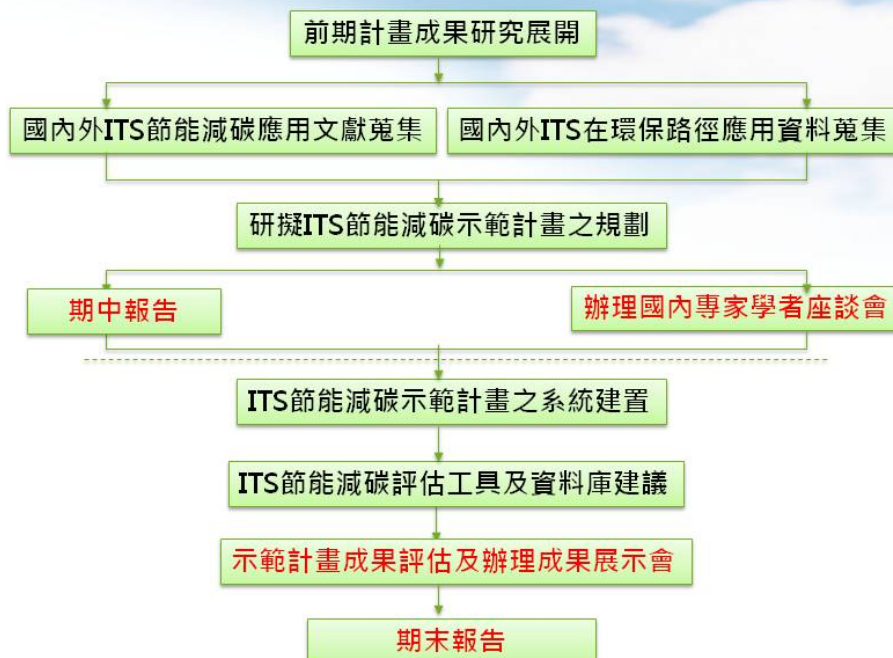 前期計畫成果研究展開
國內外ITS節能減碳應用文獻蒐集
國內外ITS在環保路徑應用資料蒐集
研擬ITS節能減碳示範計畫之規劃
期中報告
辦理國內專家學者座談會
ITS節能減碳示範計畫之系統建置
ITS節能減碳評估工具及資料庫建議
示範計畫成果評估及辦理成果展示會
期末報告